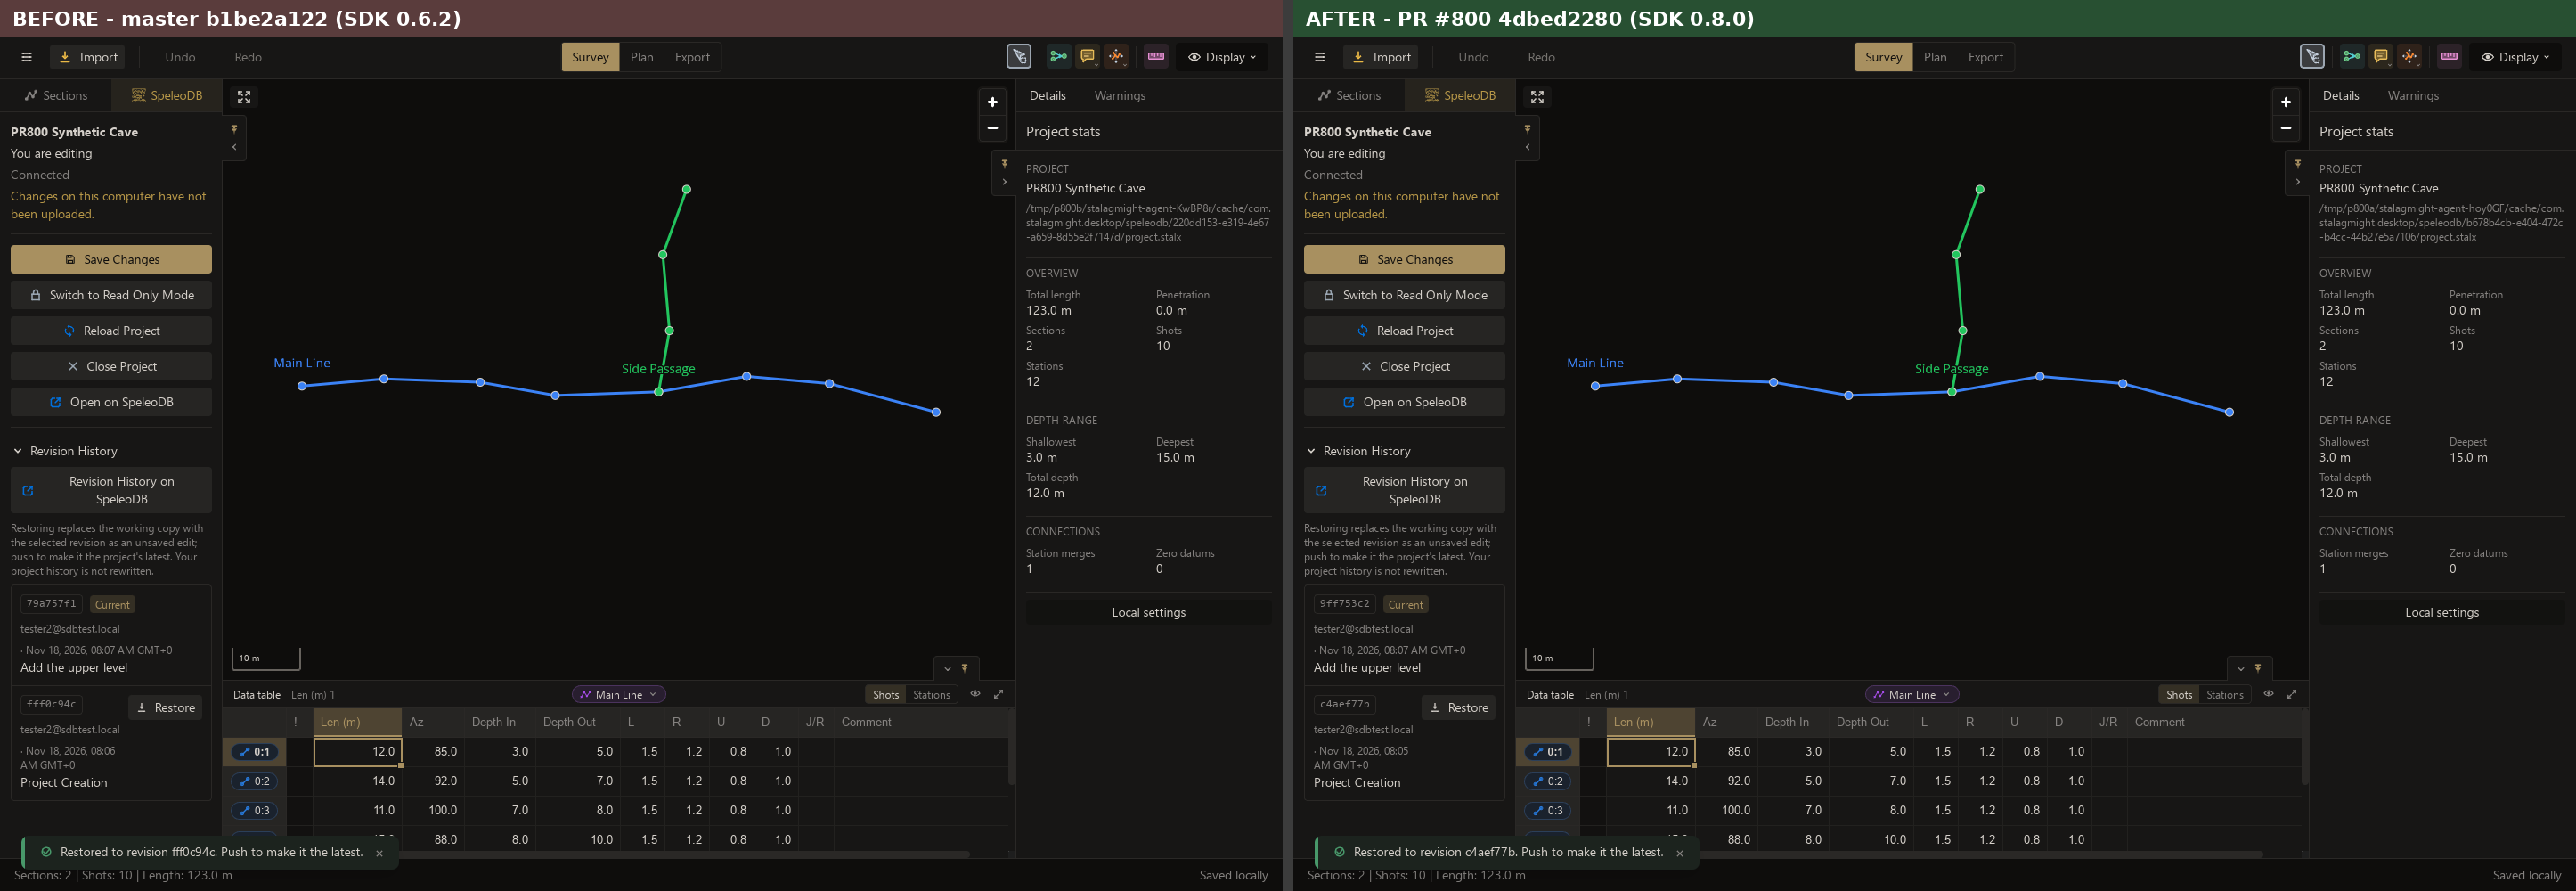 BEFORE - master b1be2a122 (SDK 0.6.2)
Import
Undo
Redo
Survey
Plan
Export
Display
Sections
SpeleoDB
PR800 Synthetic Cave
You are editing
Connected
Changes on this computer have not
been uploaded.
Save Changes
Switch to Read Only Mode
Reload Project
Close Project
Open on SpeleoDB
Revision History
Revision History on
SpeleoDB
Restoring replaces the working copy with
the selected revision as an unsaved edit;
push to make it the project's latest. Your
project history is not rewritten.
79a757f1 Current
tester2@sdbtest.local
· Nov 18, 2026, 08:07 AM GMT+0
Add the upper level
fff0c94c Restore
tester2@sdbtest.local
· Nov 18, 2026, 08:06
AM GMT+0
Project Creation
Main Line
Side Passage
10 m
Details
Warnings
Project stats
PROJECT
PR800 Synthetic Cave
/tmp/p800b/stalagmight-agent-KwBP8r/cache/com.
stalagmight.desktop/speleodb/220dd153-e319-4e67
-a659-8d55e2f7147d/project.stalx
OVERVIEW
Total length Penetration
123.0 m 0.0 m
Sections Shots
2 10
Stations
12
DEPTH RANGE
Shallowest Deepest
3.0 m 15.0 m
Total depth
12.0 m
CONNECTIONS
Station merges Zero datums
1 0
Local settings
Data table Len (m) 1 Main Line Shots Stations
! Len (m) Az Depth In Depth Out L R U D J/R Comment
0:1 12.0 85.0 3.0 5.0 1.5 1.2 0.8 1.0
0:2 14.0 92.0 5.0 7.0 1.5 1.2 0.8 1.0
0:3 11.0 100.0 7.0 8.0 1.5 1.2 0.8 1.0
88.0 8.0 10.0 1.5 1.2 0.8 1.0
Restored to revision fff0c94c. Push to make it the latest.
Sections: 2 | Shots: 10 | Length: 123.0 m
Saved locally
AFTER - PR #800 4dbed2280 (SDK 0.8.0)
Import
Undo
Redo
Survey
Plan
Export
Display
Sections
SpeleoDB
PR800 Synthetic Cave
You are editing
Connected
Changes on this computer have not
been uploaded.
Save Changes
Switch to Read Only Mode
Reload Project
Close Project
Open on SpeleoDB
Revision History
Revision History on
SpeleoDB
Restoring replaces the working copy with
the selected revision as an unsaved edit;
push to make it the project's latest. Your
project history is not rewritten.
9ff753c2 Current
tester2@sdbtest.local
· Nov 18, 2026, 08:07 AM GMT+0
Add the upper level
c4aef77b Restore
tester2@sdbtest.local
· Nov 18, 2026, 08:05
AM GMT+0
Project Creation
Main Line
Side Passage
10 m
Details
Warnings
Project stats
PROJECT
PR800 Synthetic Cave
/tmp/p800a/stalagmight-agent-hoy0GF/cache/com.
stalagmight.desktop/speleodb/b678b4cb-e404-472c
-b4cc-44b27e5a7106/project.stalx
OVERVIEW
Total length Penetration
123.0 m 0.0 m
Sections Shots
2 10
Stations
12
DEPTH RANGE
Shallowest Deepest
3.0 m 15.0 m
Total depth
12.0 m
CONNECTIONS
Station merges Zero datums
1 0
Local settings
Data table Len (m) 1 Main Line Shots Stations
! Len (m) Az Depth In Depth Out L R U D J/R Comment
0:1 12.0 85.0 3.0 5.0 1.5 1.2 0.8 1.0
0:2 14.0 92.0 5.0 7.0 1.5 1.2 0.8 1.0
0:3 11.0 100.0 7.0 8.0 1.5 1.2 0.8 1.0
88.0 8.0 10.0 1.5 1.2 0.8 1.0
Restored to revision c4aef77b. Push to make it the latest.
Sections: 2 | Shots: 10 | Length: 123.0 m
Saved locally